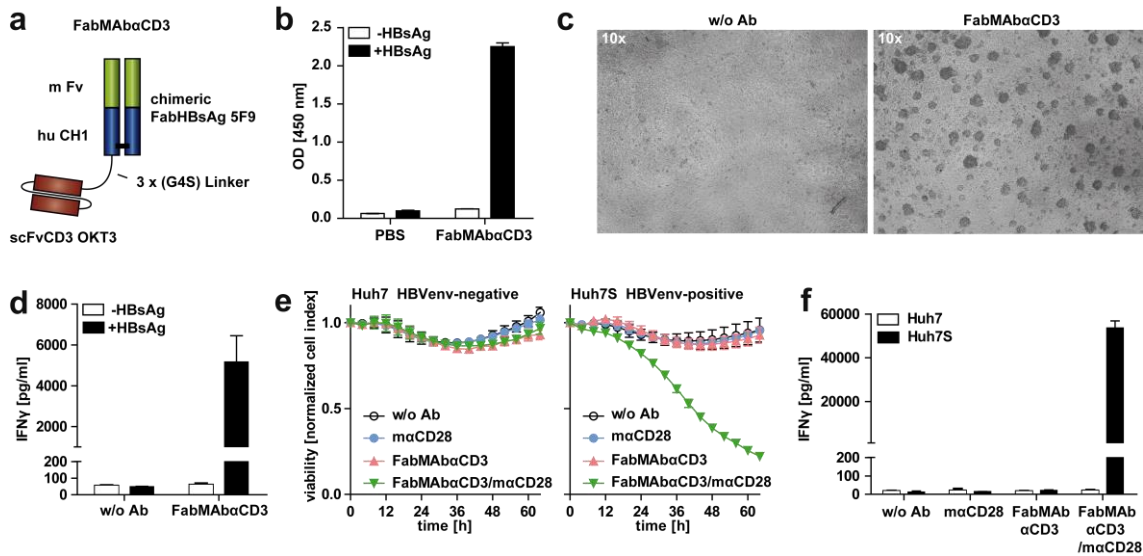 a
FabMAbαCD3
m Fv
hu CH1
chimeric
FabHBsAg 5F9
3 x (G4S) Linker
scFvCD3 OKT3
b
-HBsAg
+HBsAg
OD [450 nm]
2.5
2.0
1.5
1.0
0.5
0.0
PBS
FabMAbαCD3
c
w/o Ab
FabMAbαCD3
10x
10x
d
-HBsAg
+HBsAg
IFNγ [pg/ml]
8000
6000
4000
2000
200
100
0
w/o Ab
FabMAbαCD3
e
Huh7 HBVenv-negative
Huh7S HBVenv-positive
viability [normalized cell index]
1.0
0.5
0.0
w/o Ab
mαCD28
FabMAbαCD3
FabMAbαCD3/mαCD28
w/o Ab
mαCD28
FabMAbαCD3
FabMAbαCD3/mαCD28
0 12 24 36 48 60
0 12 24 36 48 60
time [h]
time [h]
f
Huh7
Huh7S
IFNγ [pg/ml]
60000
40000
20000
200
100
0
w/o Ab
mαCD28
FabMAb
αCD3
FabMAb
αCD3
/mαCD28